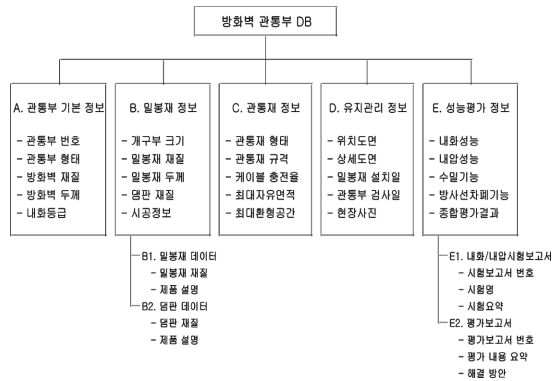 방화벽 관통부 DB
A. 관통부 기본 정보
- 관통부 번호
- 관통부 형태
- 방화벽 재질
- 방화벽 두께
- 내화등급
B. 밀봉재 정보
- 개구부 크기
- 밀봉재 재질
- 밀봉재 두께
- 댐판 재질
- 시공정보
B1. 밀봉재 데이터
- 밀봉재 재질
- 제품 설명
B2. 댐판 데이터
- 댐판 재질
- 제품 설명
C. 관통재 정보
- 관통재 형태
- 관통재 규격
- 케이블 충전율
- 최대자유면적
- 최대환형공간
D. 유지관리 정보
- 위치도면
- 상세도면
- 밀봉재 설치일
- 관통부 검사일
- 현장사진
E. 성능평가 정보
- 내화성능
- 내압성능
- 수밀기능
- 방사선차폐기능
- 종합평가결과
E1. 내화/내압시험보고서
- 시험보고서 번호
- 시험명
- 시험요약
E2. 평가보고서
- 평가보고서 번호
- 평가 내용 요약
- 해결 방안